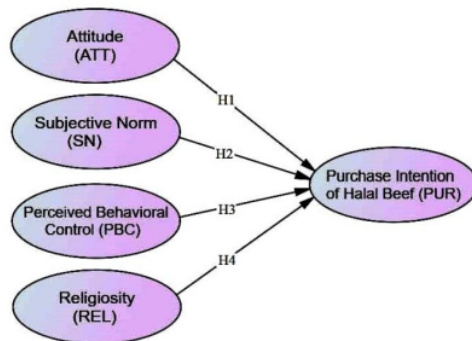 Attitude
(ATT)
H1
Subjective Norm
(SN)
H2
Purchase Intention
of Halal Beef (PUR)
Perceived Behavioral
Control (PBC)
H3
H4
Religiosity
(REL)